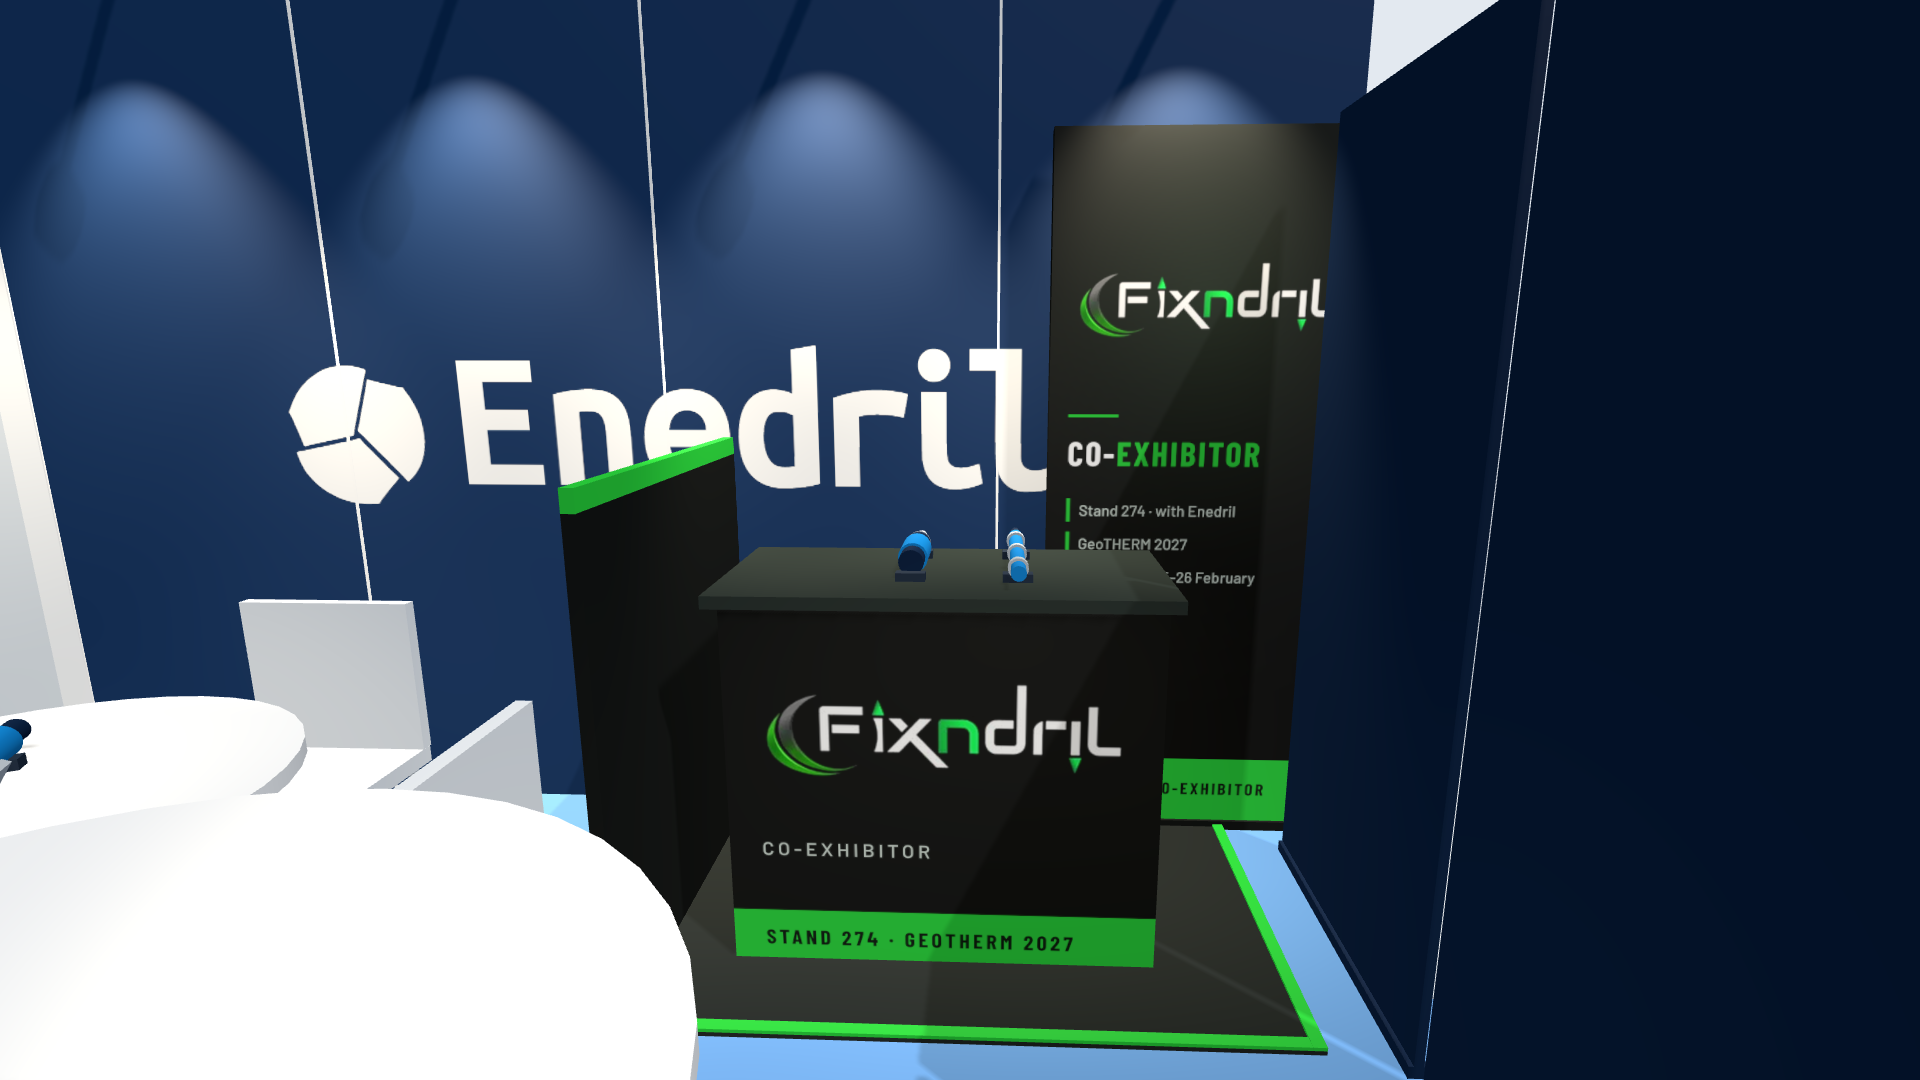 Enedril
Fixndril
CO-EXHIBITOR
Stand 274 · with Enedril
GeoTHERM 2027
-26 February
O-EXHIBITOR
Fixndril
CO-EXHIBITOR
STAND 274 · GEOTHERM 2027